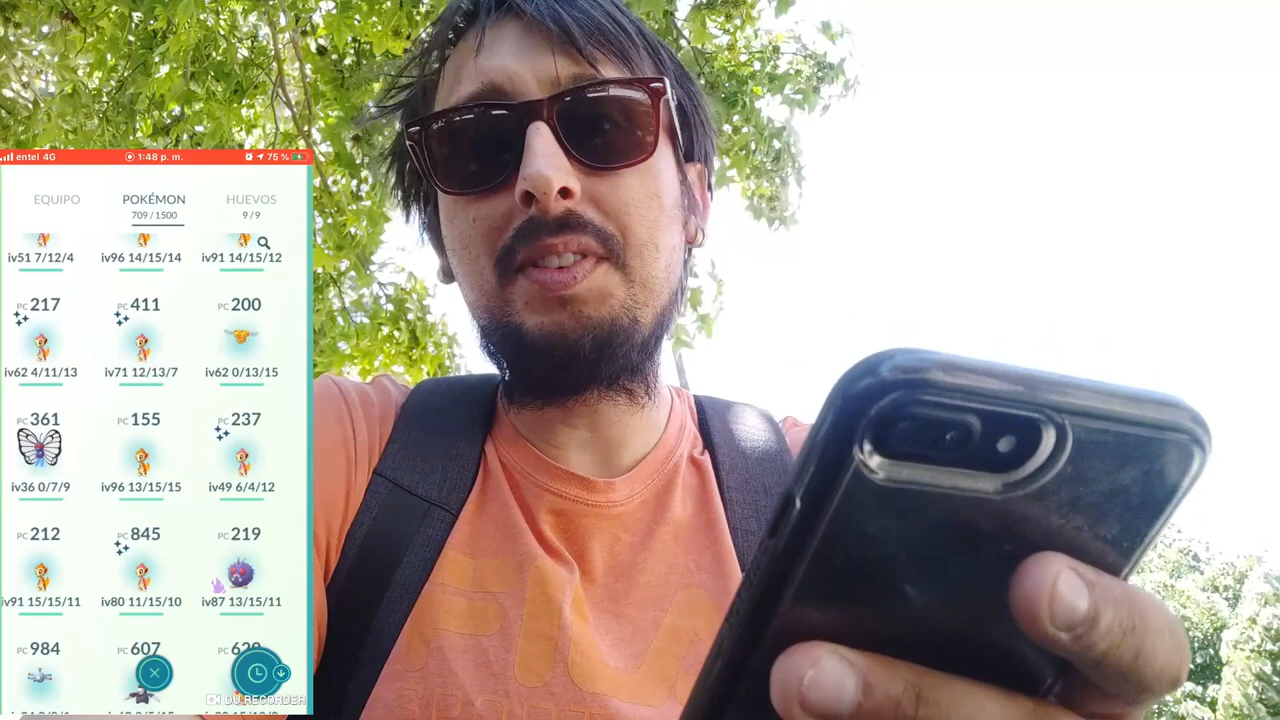 entel 4G 1:48 p. m. 75 %
EQUIPO POKÉMON HUEVOS
709 / 1500 9 / 9
iv51 7/12/4 iv96 14/15/14 iv91 14/15/12
PC 217 PC 411 PC 200
iv62 4/11/13 iv71 12/13/7 iv62 0/13/15
PC 361 PC 155 PC 237
iv36 0/7/9 iv96 13/15/15 iv49 6/4/12
PC 212 PC 845 PC 219
iv91 15/15/11 iv80 11/15/10 iv87 13/15/11
PC 984 PC 607
DU RECORDER
FILA